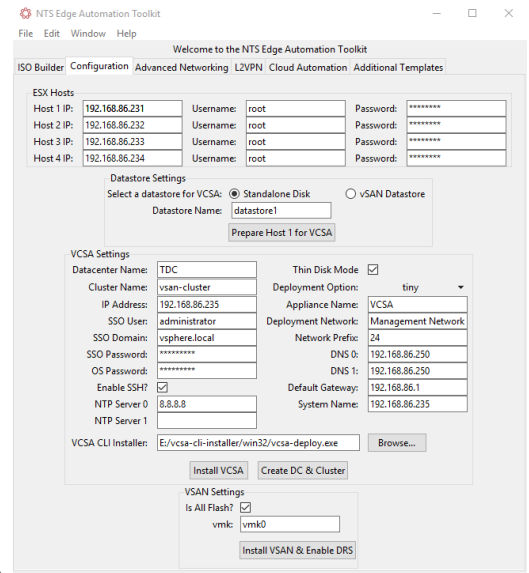 NTS Edge Automation Toolkit
File Edit Window Help
Welcome to the NTS Edge Automation Toolkit
ISO Builder Configuration Advanced Networking L2VPN Cloud Automation Additional Templates
ESX Hosts
Host 1 IP: 192.168.86.231 Username: root Password: ********
Host 2 IP: 192.168.86.232 Username: root Password: ********
Host 3 IP: 192.168.86.233 Username: root Password: ********
Host 4 IP: 192.168.86.234 Username: root Password: ********
Datastore Settings
Select a datastore for VCSA: Standalone Disk vSAN Datastore
Datastore Name: datastore1
Prepare Host 1 for VCSA
VCSA Settings
Datacenter Name: TDC Thin Disk Mode
Cluster Name: vsan-cluster Deployment Option: tiny
IP Address: 192.168.86.235 Appliance Name: VCSA
SSO User: administrator Deployment Network: Management Network
SSO Domain: vsphere.local Network Prefix: 24
SSO Password: ********* DNS 0: 192.168.86.250
OS Password: ********* DNS 1: 192.168.86.250
Enable SSH? Default Gateway: 192.168.86.1
NTP Server 0 8.8.8.8 System Name: 192.168.86.235
NTP Server 1
VCSA CLI Installer: E:/vcsa-cli-installer/win32/vcsa-deploy.exe Browse...
Install VCSA Create DC & Cluster
VSAN Settings
Is All Flash?
vmk: vmk0
Install VSAN & Enable DRS